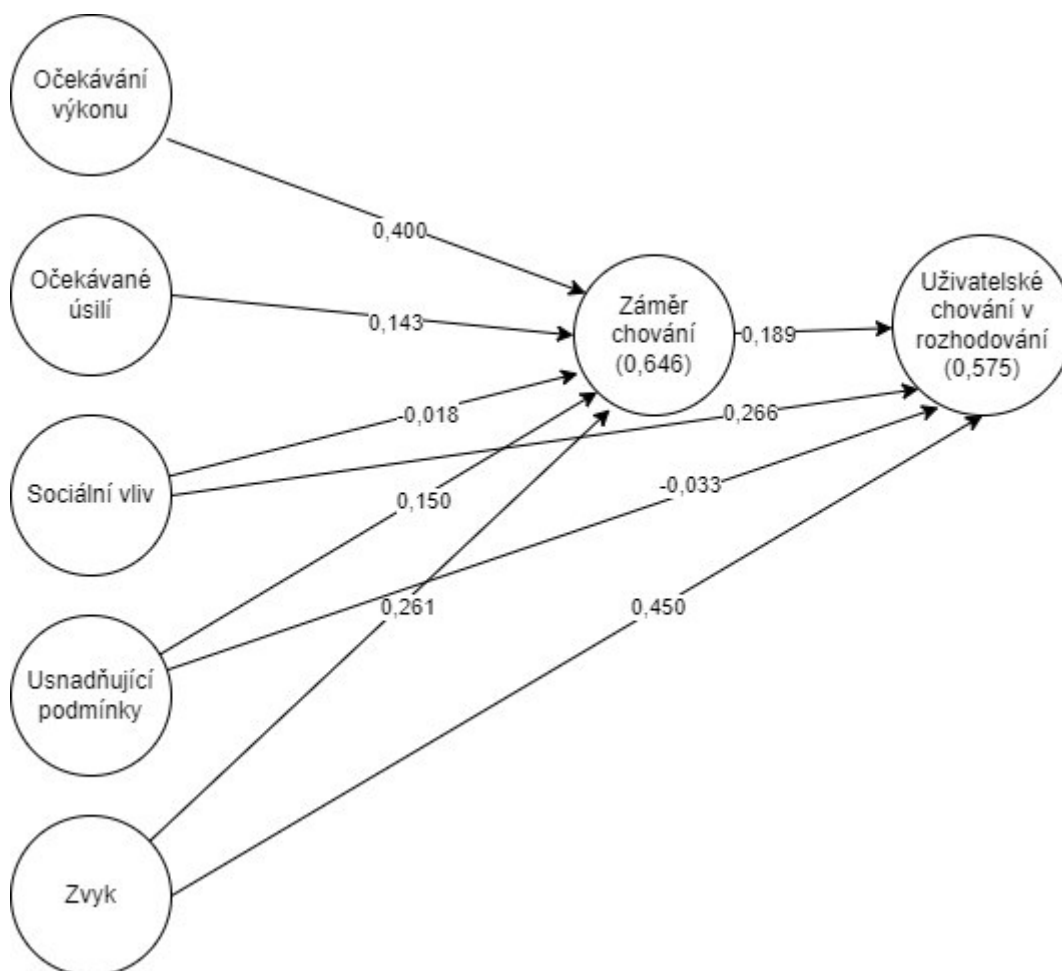 Očekávání
výkonu
0,400
Očekávané
úsilí
0,143
Záměr
chování
(0,646)
0,189
Uživatelské
chování v
rozhodování
(0,575)
-0,018
0,266
Sociální vliv
0,150
-0,033
Usnadňující
podmínky
0,261
0,450
Zvyk